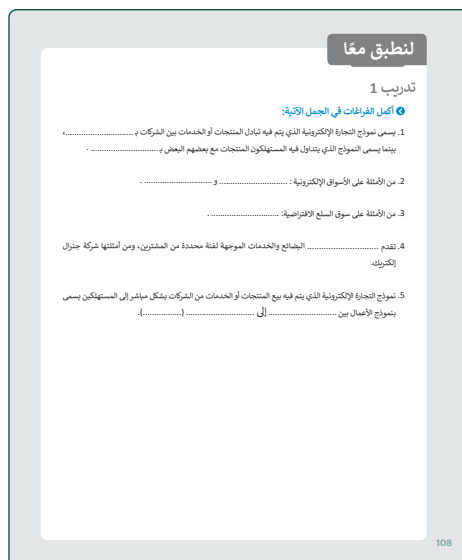 لنطبق معًا
تدريب 1
أكمل الفراغات في الجمل الآتية:
1. يسمى نموذج التجارة الإلكترونية الذي يتم فيه تبادل المنتجات أو الخدمات بين الشركات بـ ..............................،
بينما يسمى النموذج الذي يتداول فيه المستهلكون المنتجات مع بعضهم البعض بـ .............................. .
2. من الأمثلة على الأسواق الإلكترونية : .............................. و .............................. .
3. من الأمثلة على سوق السلع الافتراضية: .............................. .
4. تقدم .............................. البضائع والخدمات الموجهة لفئة محددة من المشترين، ومن أمثلتها شركة جنرال
إلكتريك.
5. نموذج التجارة الإلكترونية الذي يتم فيه بيع المنتجات أو الخدمات من الشركات بشكل مباشر إلى المستهلكين يسمى
بنموذج الأعمال بين .............................. إلى .............................. (.................).
108